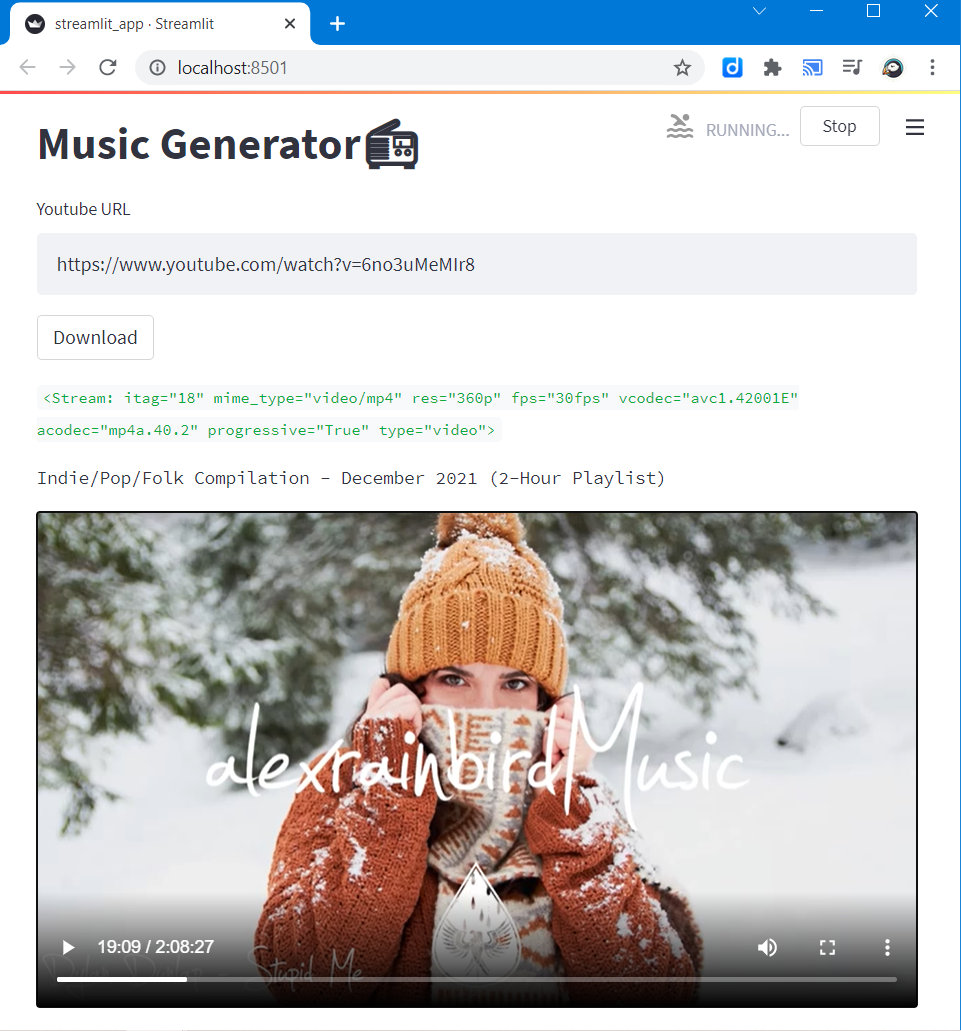 streamlit_app · Streamlit
localhost:8501
Music Generator
RUNNING...
Stop
Youtube URL
https://www.youtube.com/watch?v=6no3uMeMIr8
Download
<Stream: itag="18" mime_type="video/mp4" res="360p" fps="30fps" vcodec="avc1.42001E"
acodec="mp4a.40.2" progressive="True" type="video">
Indie/Pop/Folk Compilation - December 2021 (2-Hour Playlist)
alexrainbirdMusic
19:09 / 2:08:27
Stupid Me